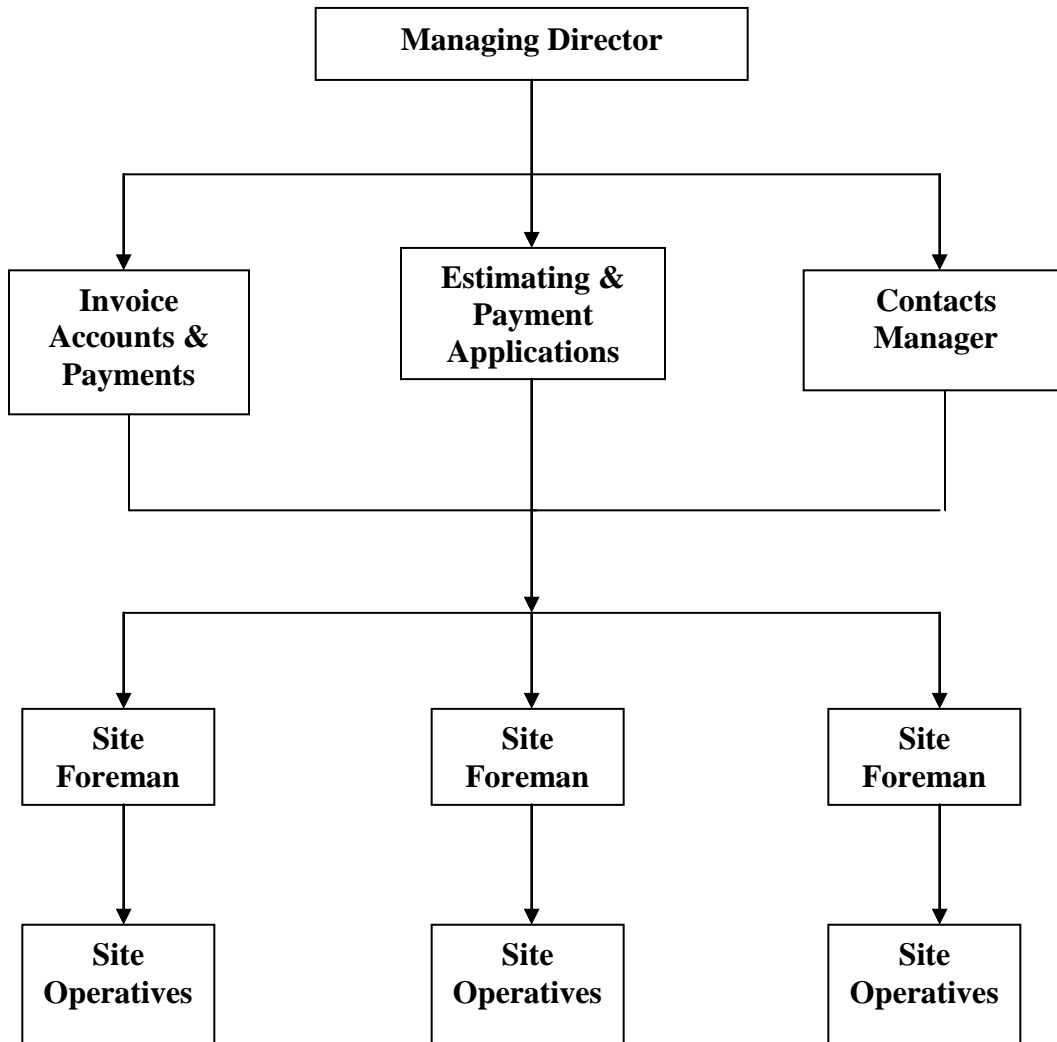 Managing Director
Invoice
Accounts &
Payments
Estimating &
Payment
Applications
Contacts
Manager
Site
Foreman
Site
Foreman
Site
Foreman
Site
Operatives
Site
Operatives
Site
Operatives